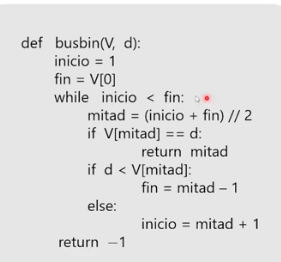 def busbin(V, d):
inicio = 1
fin = V[0]
while inicio < fin:
mitad = (inicio + fin) // 2
if V[mitad] == d:
return mitad
if d < V[mitad]:
fin = mitad – 1
else:
inicio = mitad + 1
return –1